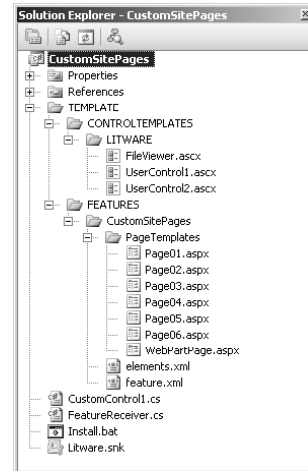 Solution Explorer - CustomSitePages
CustomSitePages
Properties
References
TEMPLATE
CONTROLTEMPLATES
LITWARE
FileViewer.ascx
UserControl1.ascx
UserControl2.ascx
FEATURES
CustomSitePages
PageTemplates
Page01.aspx
Page02.aspx
Page03.aspx
Page04.aspx
Page05.aspx
Page06.aspx
WebPartPage.aspx
elements.xml
feature.xml
CustomControl1.cs
FeatureReceiver.cs
Install.bat
Litware.snk